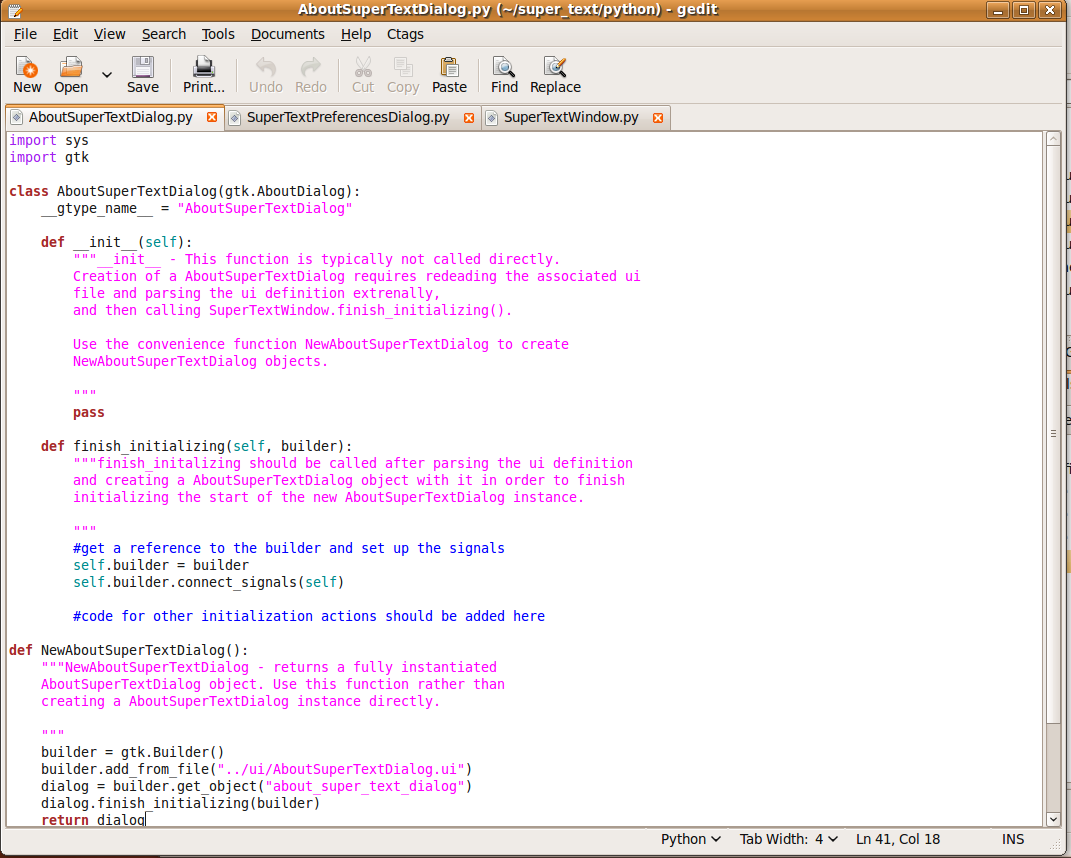 AboutSuperTextDialog.py (~/super_text/python) - gedit
File Edit View Search Tools Documents Help Ctags
New Open Save Print... Undo Redo Cut Copy Paste Find Replace
AboutSuperTextDialog.py SuperTextPreferencesDialog.py SuperTextWindow.py
import sys
import gtk

class AboutSuperTextDialog(gtk.AboutDialog):
    __gtype_name__ = "AboutSuperTextDialog"

    def __init__(self):
        """__init__ - This function is typically not called directly.
        Creation of a AboutSuperTextDialog requires redeading the associated ui
        file and parsing the ui definition extrenally,
        and then calling SuperTextWindow.finish_initializing().

        Use the convenience function NewAboutSuperTextDialog to create
        NewAboutSuperTextDialog objects.

        """
        pass

    def finish_initializing(self, builder):
        """finish_initalizing should be called after parsing the ui definition
        and creating a AboutSuperTextDialog object with it in order to finish
        initializing the start of the new AboutSuperTextDialog instance.

        """
        #get a reference to the builder and set up the signals
        self.builder = builder
        self.builder.connect_signals(self)

        #code for other initialization actions should be added here

def NewAboutSuperTextDialog():
    """NewAboutSuperTextDialog - returns a fully instantiated
    AboutSuperTextDialog object. Use this function rather than
    creating a AboutSuperTextDialog instance directly.

    """
    builder = gtk.Builder()
    builder.add_from_file("../ui/AboutSuperTextDialog.ui")
    dialog = builder.get_object("about_super_text_dialog")
    dialog.finish_initializing(builder)
    return dialog
Python Tab Width: 4 Ln 41, Col 18 INS